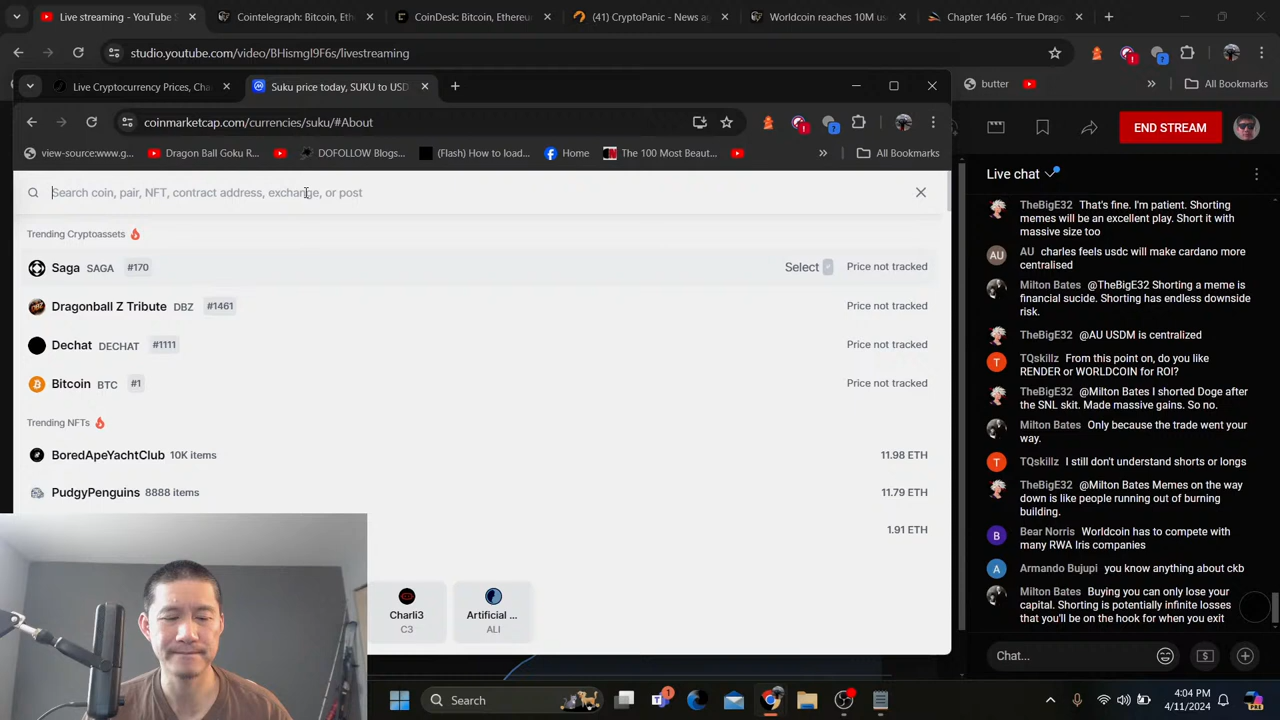 Live streaming - YouTube S
Cointelegraph: Bitcoin, Eth
CoinDesk: Bitcoin, Ethereu
(41) CryptoPanic - News a
Worldcoin reaches 10M us
Chapter 1466 - True Drag
studio.youtube.com/video/BHismgI9F6s/livestreaming
butter
All Bookmarks
Live Cryptocurrency Prices, Cha
Suku price today, SUKU to USD
coinmarketcap.com/currencies/suku/#About
view-source:www.g...
Dragon Ball Goku R...
DOFOLLOW Blogs...
(Flash) How to load...
Home
The 100 Most Beaut...
All Bookmarks
END STREAM
Search coin, pair, NFT, contract address, exchange, or post
Trending Cryptoassets
Saga SAGA #170
Select
Price not tracked
Dragonball Z Tribute DBZ #1461
Price not tracked
Dechat DECHAT #1111
Price not tracked
Bitcoin BTC #1
Price not tracked
Trending NFTs
BoredApeYachtClub 10K items
11.98 ETH
PudgyPenguins 8888 items
11.79 ETH
1.91 ETH
Charli3
C3
Artificial ...
ALI
Live chat
TheBigE32 That's fine. I'm patient. Shorting
memes will be an excellent play. Short it with
massive size too
AU charles feels usdc will make cardano more
centralised
Milton Bates @TheBigE32 Shorting a meme is
financial sucide. Shorting has endless downside
risk.
TheBigE32 @AU USDM is centralized
TQskillz From this point on, do you like
RENDER or WORLDCOIN for ROI?
TheBigE32 @Milton Bates I shorted Doge after
the SNL skit. Made massive gains. So no.
Milton Bates Only because the trade went your
way.
TQskillz I still don't understand shorts or longs
TheBigE32 @Milton Bates Memes on the way
down is like people running out of burning
building.
Bear Norris Worldcoin has to compete with
many RWA Iris companies
Armando Bujupi you know anything about ckb
Milton Bates Buying you can only lose your
capital. Shorting is potentially infinite losses
that you'll be on the hook for when you exit
Chat...
Search
4:04 PM
4/11/2024